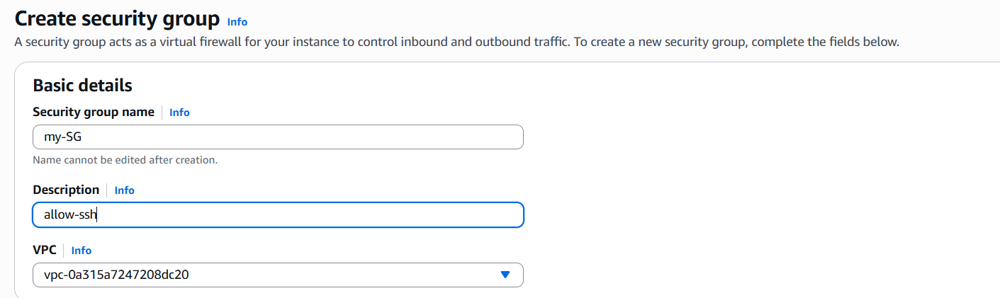 Create security group Info
A security group acts as a virtual firewall for your instance to control inbound and outbound traffic. To create a new security group, complete the fields below.
Basic details
Security group name Info
my-SG
Name cannot be edited after creation.
Description Info
allow-ssh
VPC Info
vpc-0a315a7247208dc20